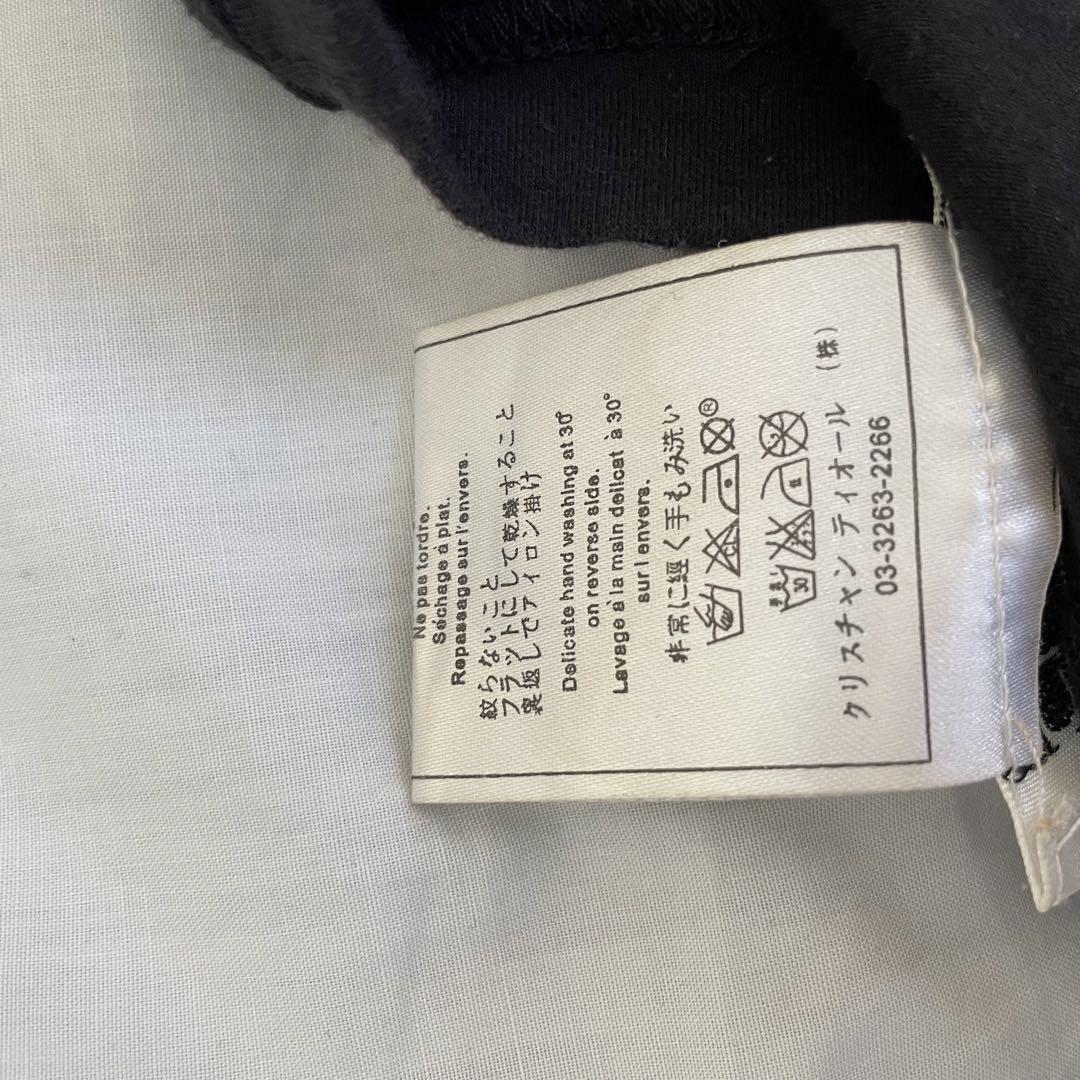 Ne pas tordre.
Séchage à plat.
Repassage sur l'envers.
絞らないこと
フラットにして乾燥すること
裏返しでアイロン掛け
Delicate hand washing at 30°
on reverse side.
Lavage à la main delicat à 30°
sur l envers.
非常に軽く手もみ洗い
CL ®
30
クリスチャン ディオール (株)
03-3263-2266